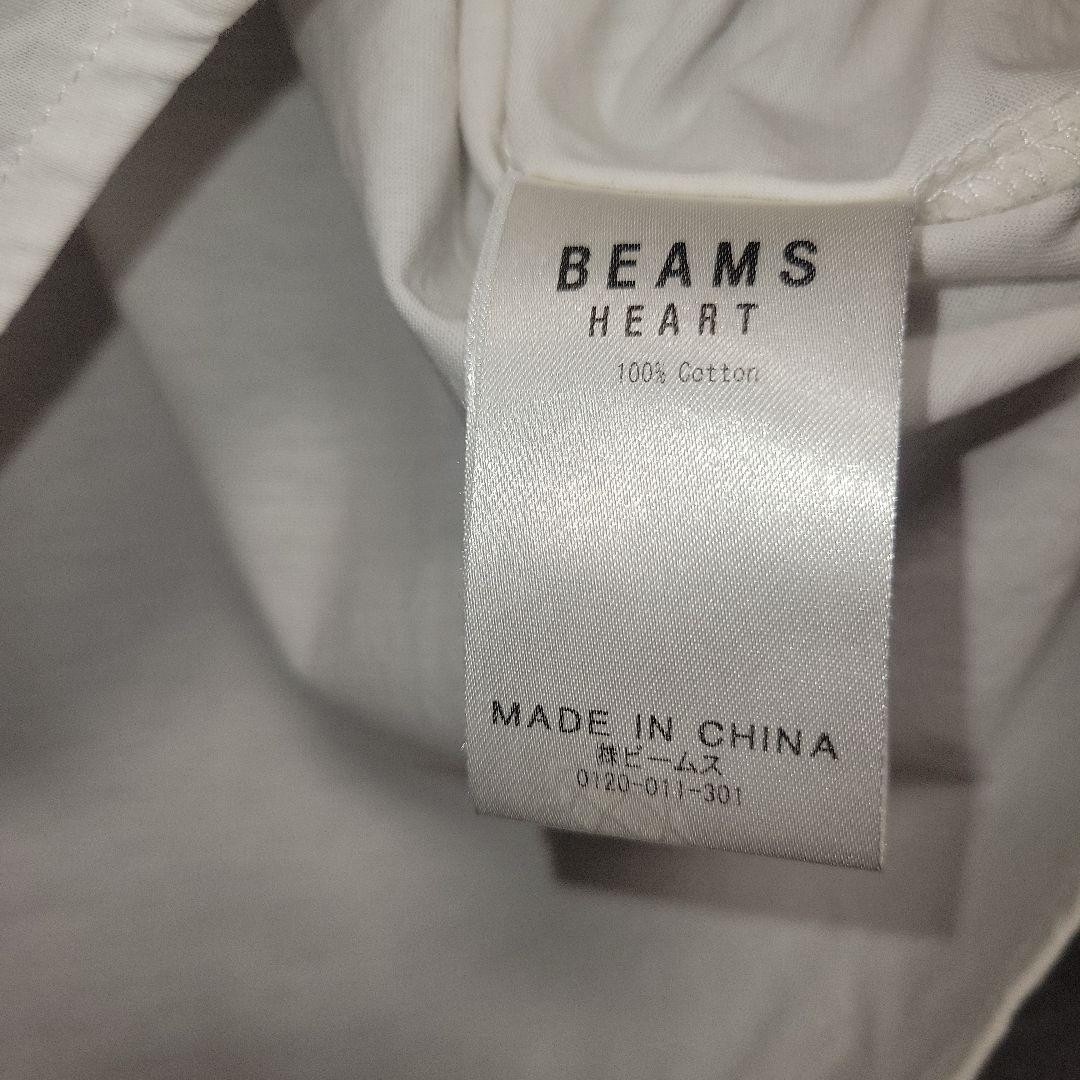 BEAMS
HEART
100% Cotton
MADE IN CHINA
㈱ビームス
0120-011-301